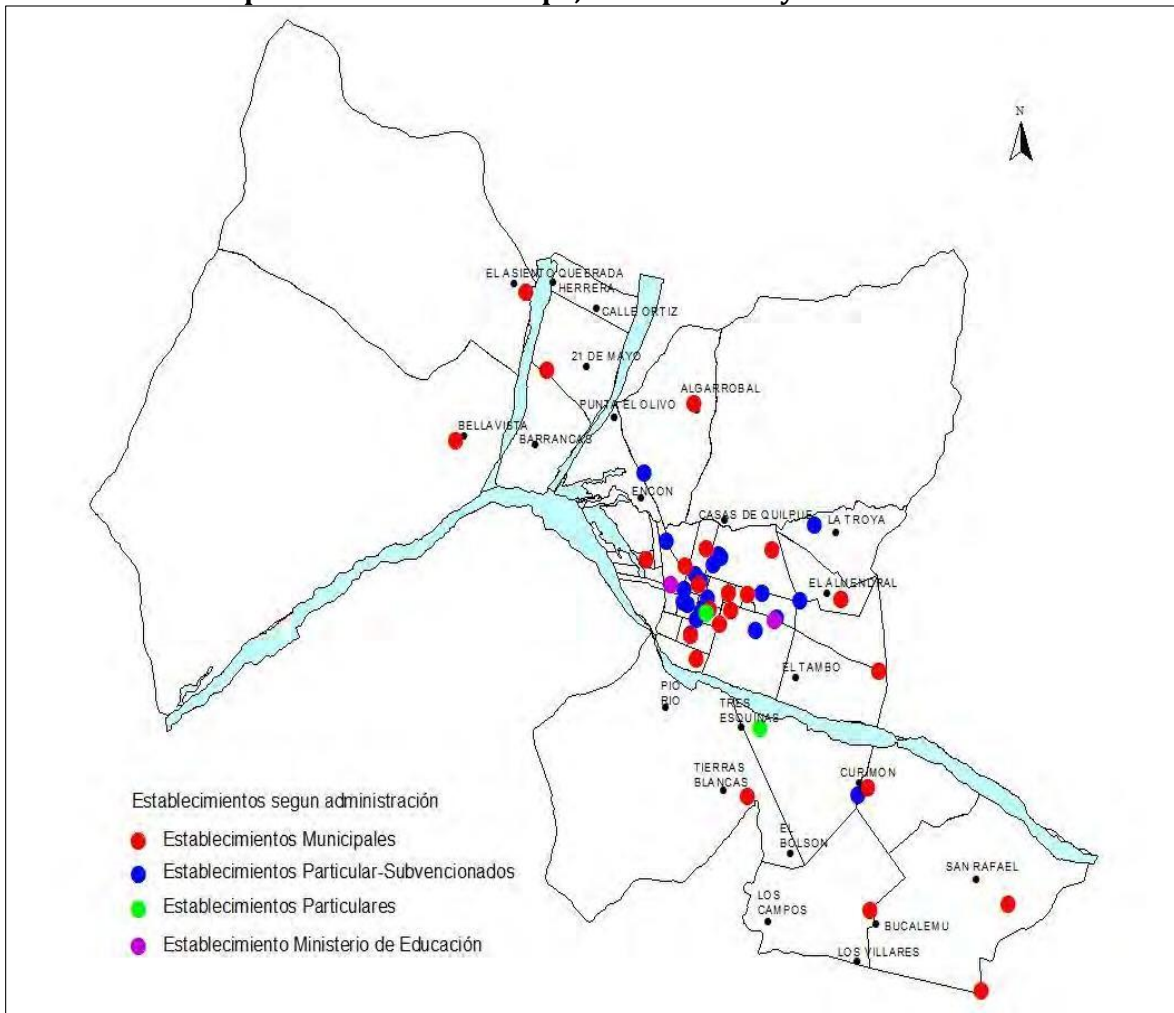 N
EL ASIENTO QUEBRADA
HERRERA
CALLE ORTIZ
21 DE MAYO
ALGARROBAL
PUNTA EL OLIVO
BELLAVISTA
BARRANCAS
ENCON
CASAS DE QUILPUE
LA TROYA
EL ALMENDRAL
EL TAMBO
PIO
RIO
TRES
ESQUINAS
TIERRAS
BLANCAS
CURIMON
EL
BOLSON
SAN RAFAEL
LOS
CAMPOS
BUCALEMU
LOS VILLARES
Establecimientos segun administración
Establecimientos Municipales
Establecimientos Particular-Subvencionados
Establecimientos Particulares
Establecimiento Ministerio de Educación